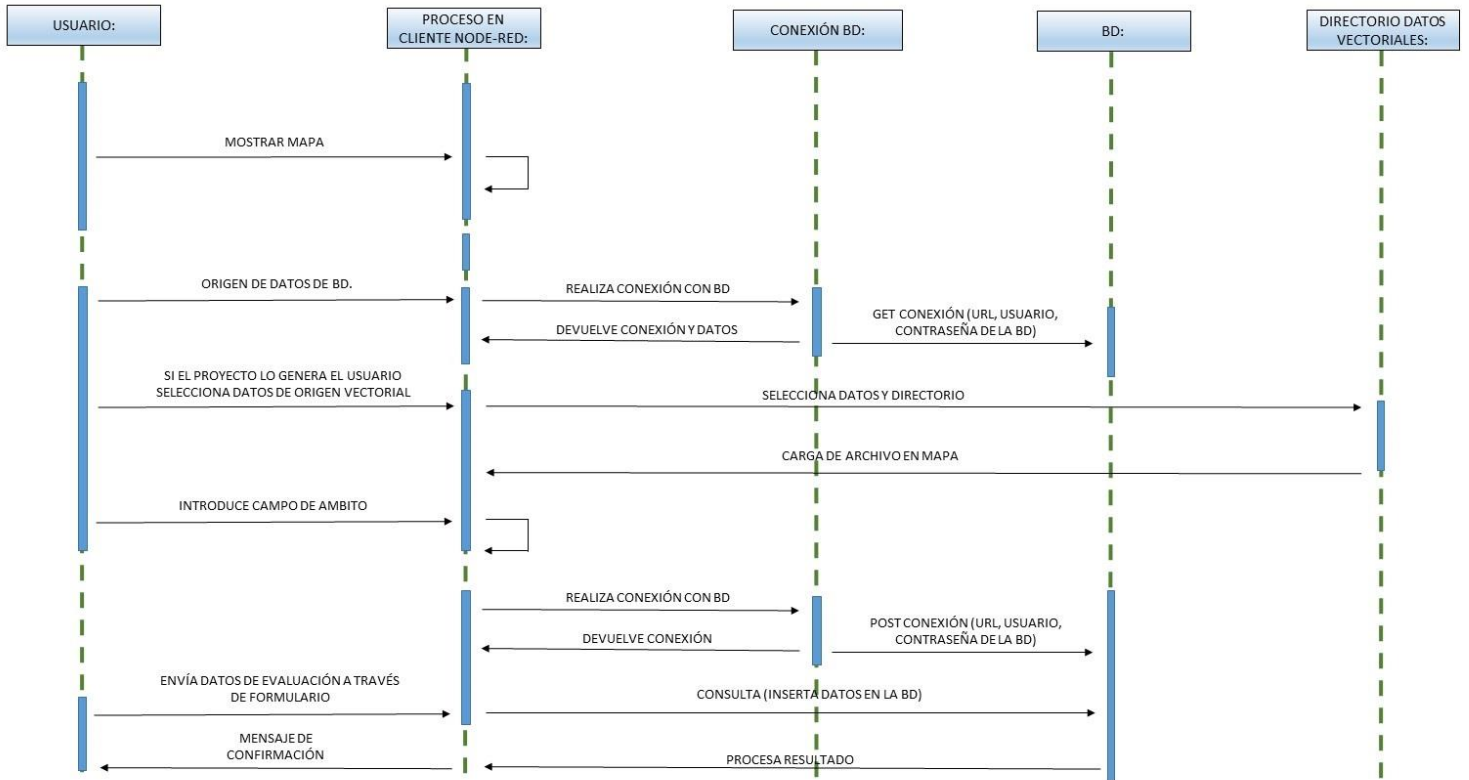 USUARIO:
PROCESO EN
CLIENTE NODE-RED:
CONEXIÓN BD:
BD:
DIRECTORIO DATOS
VECTORIALES:
MOSTRAR MAPA
ORIGEN DE DATOS DE BD.
REALIZA CONEXIÓN CON BD
GET CONEXIÓN (URL, USUARIO,
CONTRASEÑA DE LA BD)
DEVUELVE CONEXIÓN Y DATOS
SI EL PROYECTO LO GENERA EL USUARIO
SELECCIONA DATOS DE ORIGEN VECTORIAL
SELECCIONA DATOS Y DIRECTORIO
CARGA DE ARCHIVO EN MAPA
INTRODUCE CAMPO DE AMBITO
REALIZA CONEXIÓN CON BD
POST CONEXIÓN (URL, USUARIO,
CONTRASEÑA DE LA BD)
DEVUELVE CONEXIÓN
ENVÍA DATOS DE EVALUACIÓN A TRAVÉS
DE FORMULARIO
CONSULTA (INSERTA DATOS EN LA BD)
MENSAJE DE
CONFIRMACIÓN
PROCESA RESULTADO